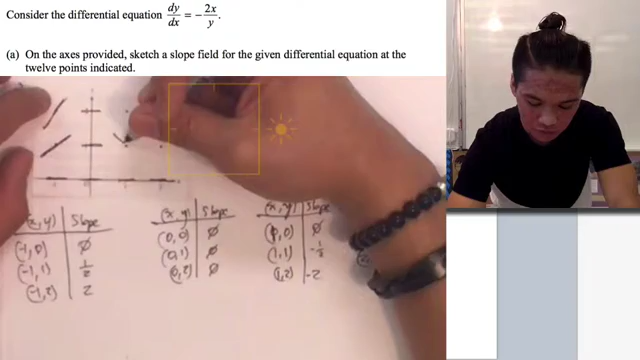 Consider the differential equation dy/dx = −2x/y.
(a) On the axes provided, sketch a slope field for the given differential equation at the
twelve points indicated.
(x, y) | Slope
(-1, 0) | ∅
(-1, 1) | 1/2
(-1, 2) | 2
(x, y) | Slope
(0, 0) | ∅
(0, 1) | ∅
(0, 2) | ∅
(x, y) | Slope
(0, 0) | ∅
(1, 1) | -1/2
(1, 2) | -2